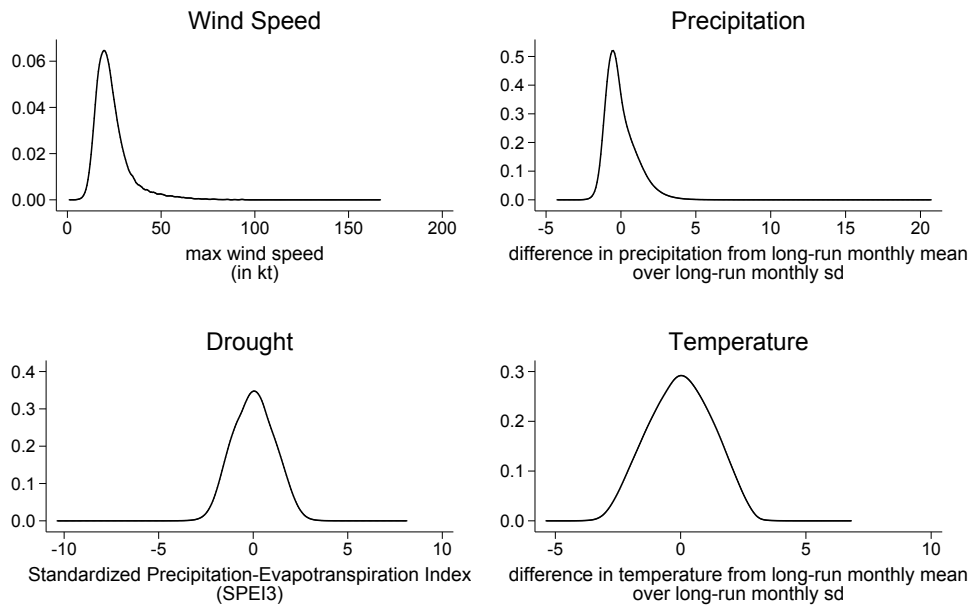 Wind Speed
0.06
0.04
0.02
0.00
0 50 100 150 200
max wind speed
(in kt)
Precipitation
0.5
0.4
0.3
0.2
0.1
0.0
-5 0 5 10 15 20
difference in precipitation from long-run monthly mean
over long-run monthly sd
Drought
0.4
0.3
0.2
0.1
0.0
-10 -5 0 5 10
Standardized Precipitation-Evapotranspiration Index
(SPEI3)
Temperature
0.3
0.2
0.1
0.0
-5 0 5 10
difference in temperature from long-run monthly mean
over long-run monthly sd